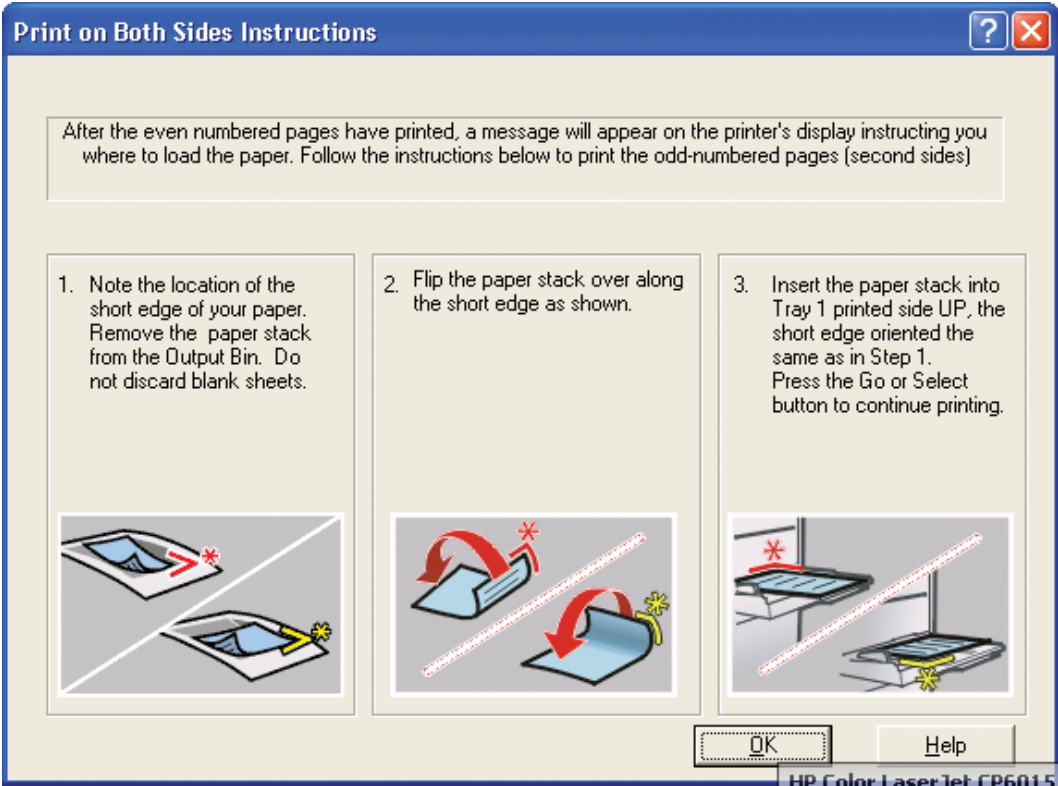 Print on Both Sides Instructions
After the even numbered pages have printed, a message will appear on the printer's display instructing you
where to load the paper. Follow the instructions below to print the odd-numbered pages (second sides)
1. Note the location of the
short edge of your paper.
Remove the paper stack
from the Output Bin. Do
not discard blank sheets.
2. Flip the paper stack over along
the short edge as shown.
3. Insert the paper stack into
Tray 1 printed side UP, the
short edge oriented the
same as in Step 1.
Press the Go or Select
button to continue printing.
OK
Help
HP Color LaserJet CP6015